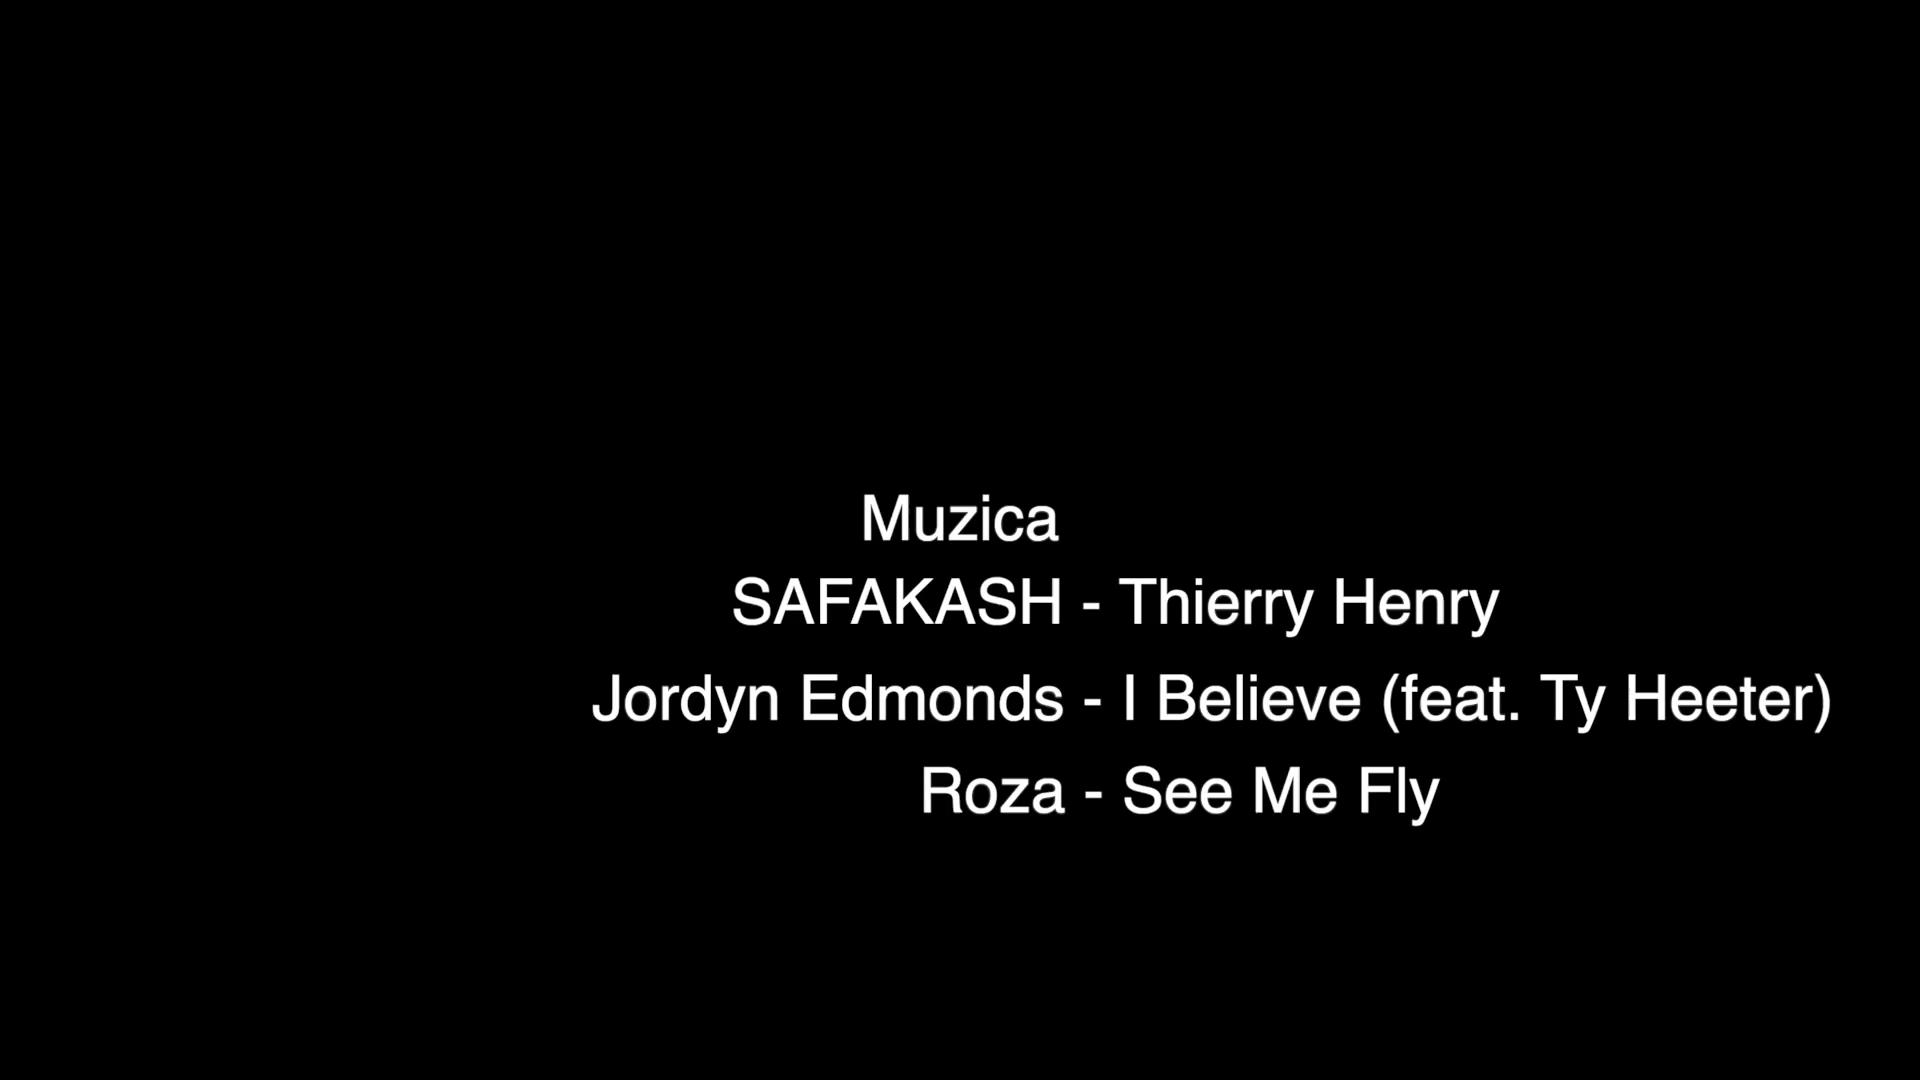 Muzica
SAFAKASH - Thierry Henry
Jordyn Edmonds - I Believe (feat. Ty Heeter)
Roza - See Me Fly